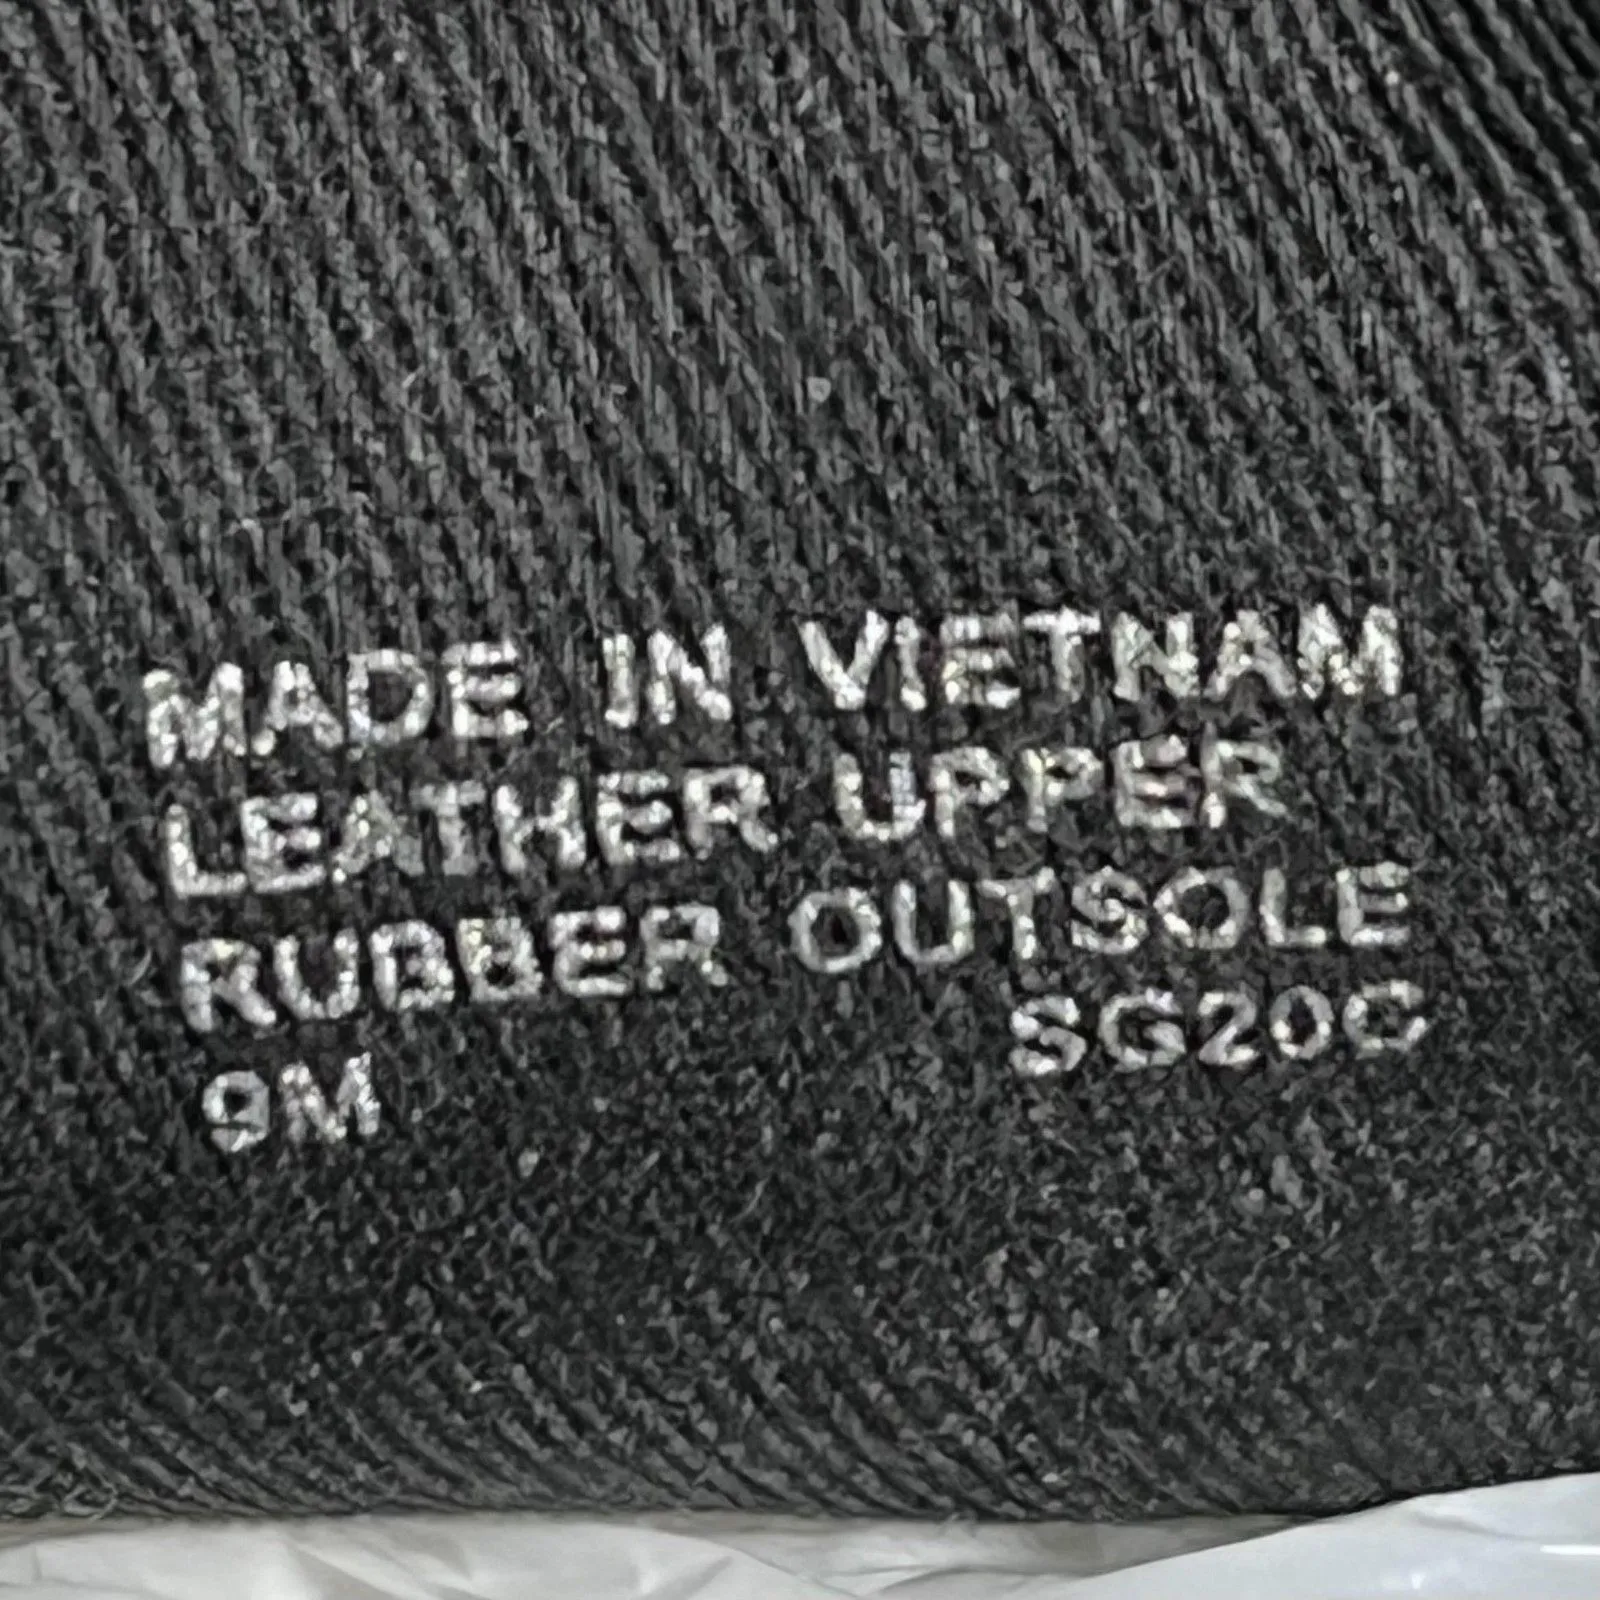 MADE IN VIETNAM
LEATHER UPPER
RUBBER OUTSOLE
SG20C
9M